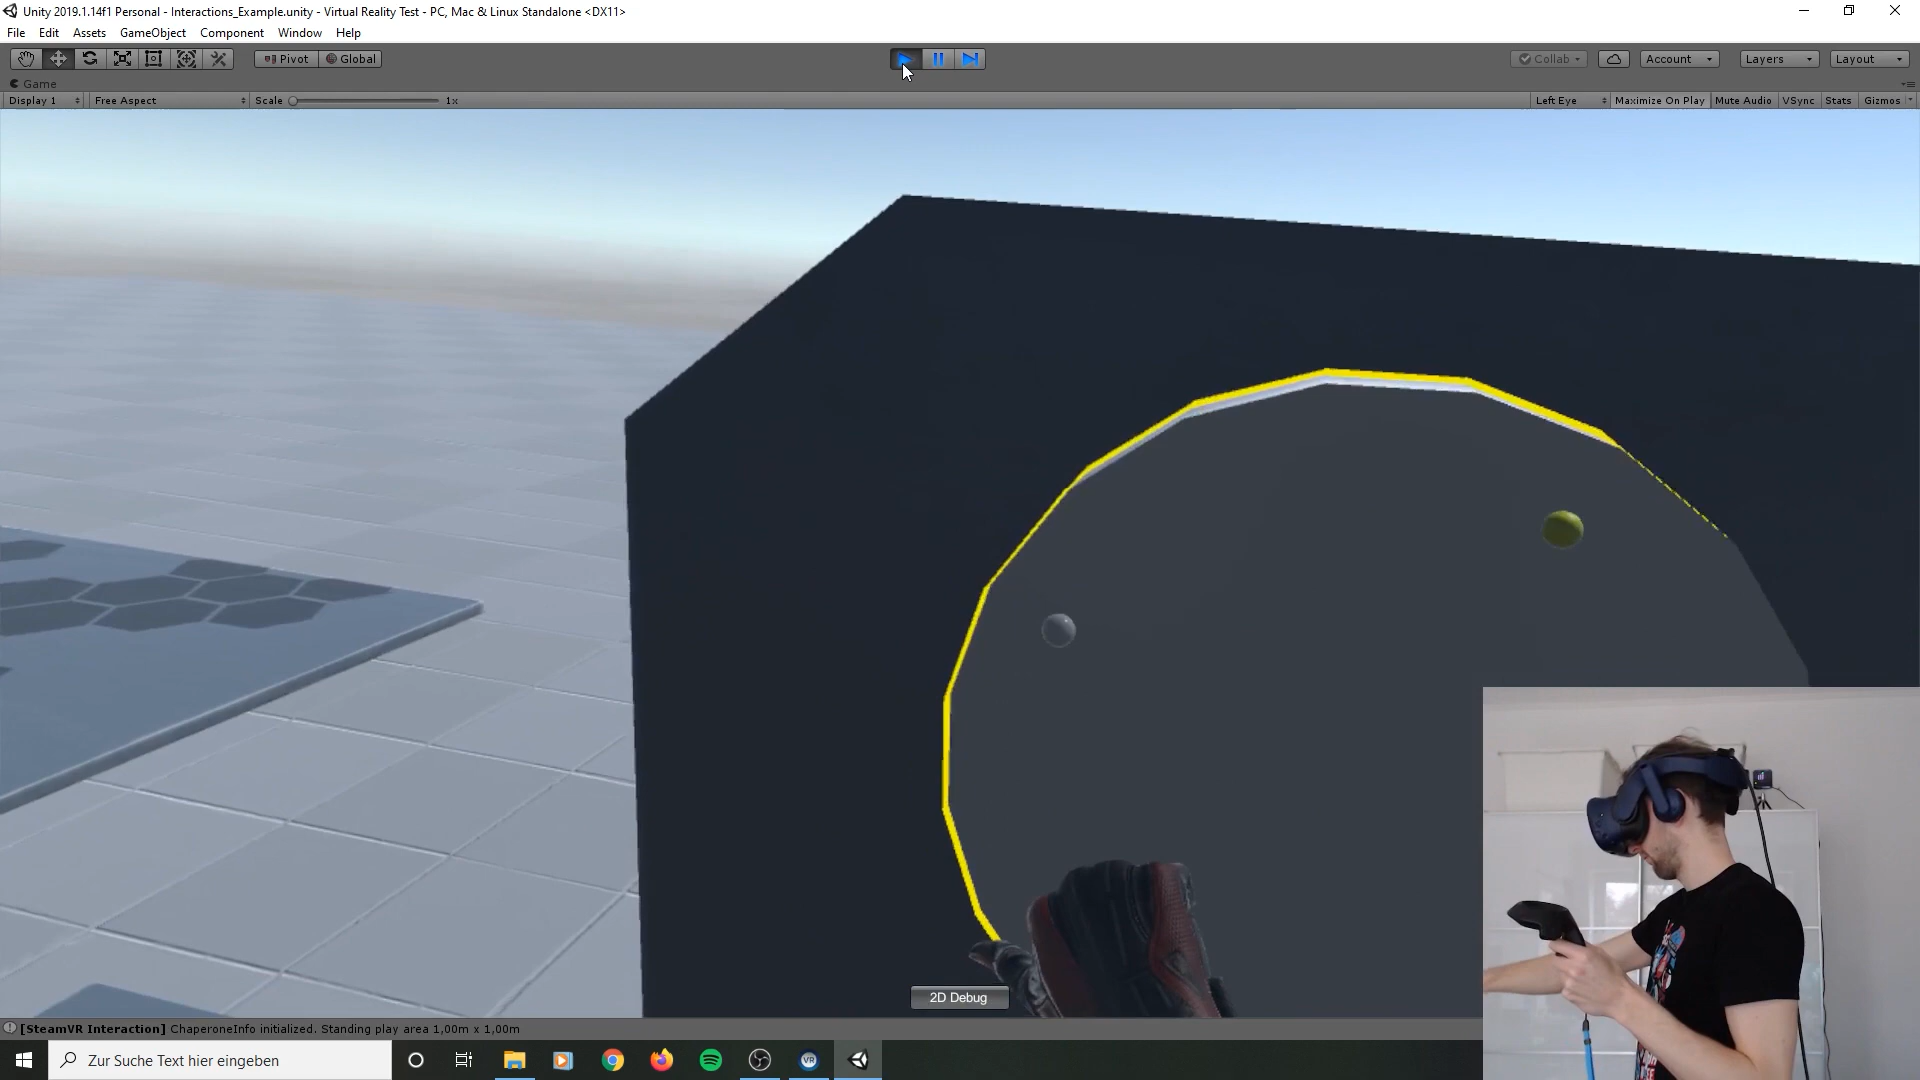 Unity 2019.1.14f1 Personal - Interactions_Example.unity - Virtual Reality Test - PC, Mac & Linux Standalone <DX11>
File Edit Assets GameObject Component Window Help
Pivot Global Collab Account Layers Layout
Game
Display 1 Free Aspect Scale 1x Left Eye Maximize On Play Mute Audio VSync Stats Gizmos
2D Debug
[SteamVR Interaction] ChaperoneInfo initialized. Standing play area 1,00m x 1,00m
Zur Suche Text hier eingeben
VR